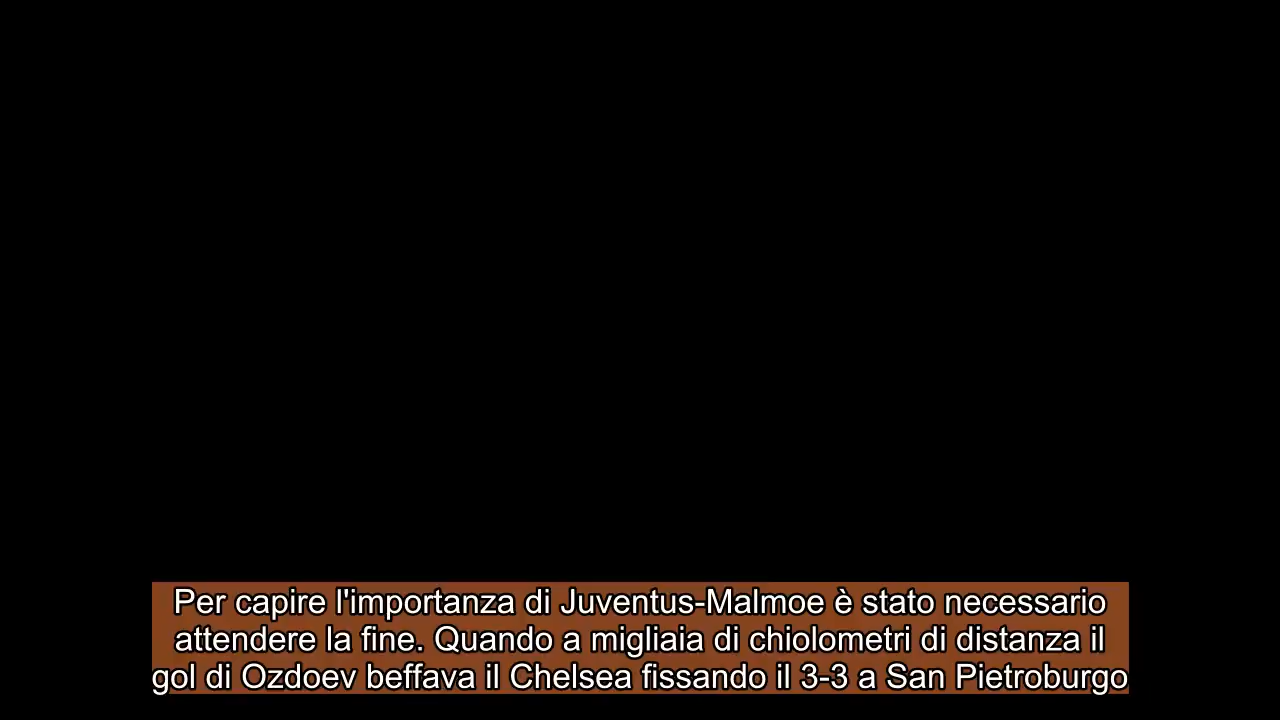 Per capire l'importanza di Juventus-Malmoe è stato necessario
attendere la fine. Quando a migliaia di chiolometri di distanza il
gol di Ozdoev beffava il Chelsea fissando il 3-3 a San Pietroburgo